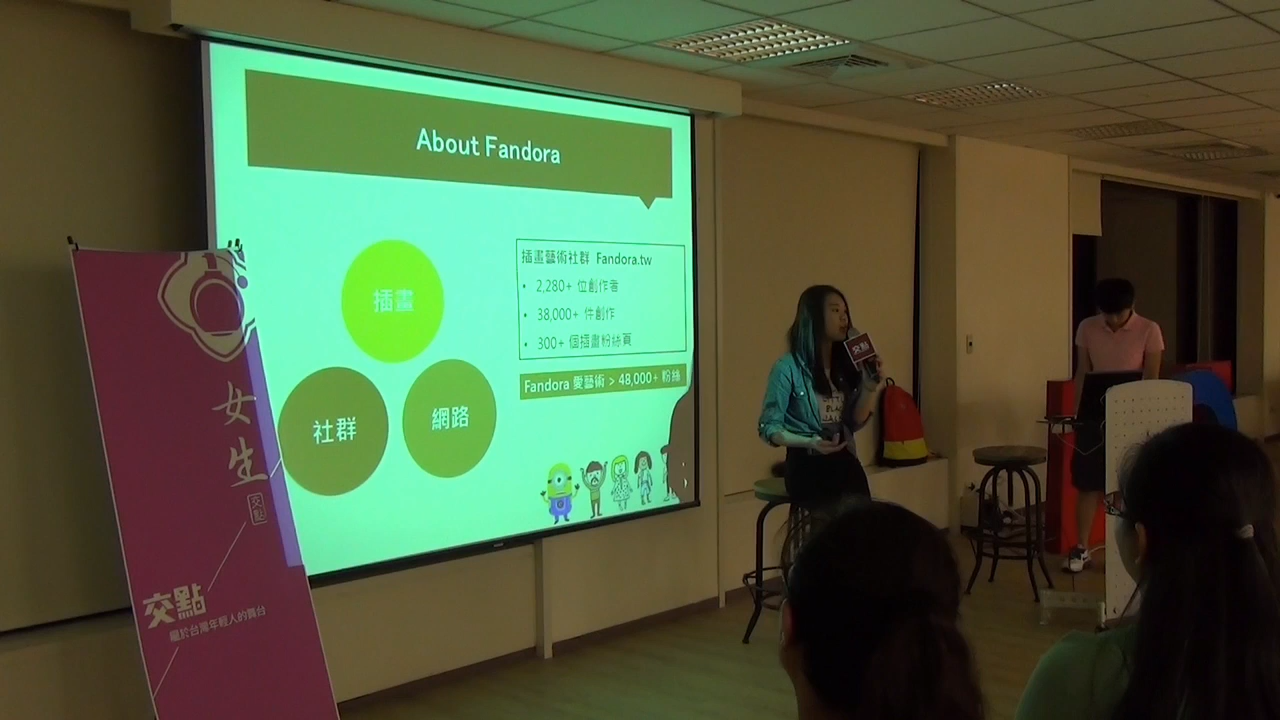 About Fandora
插畫
社群
網路
插畫藝術社群 Fandora.tw
• 2,280+ 位創作者
• 38,000+ 件創作
• 300+ 個插畫粉絲頁
Fandora 愛藝術 > 48,000+ 粉絲
女生
交點
交點
屬於台灣年輕人的舞台
交點